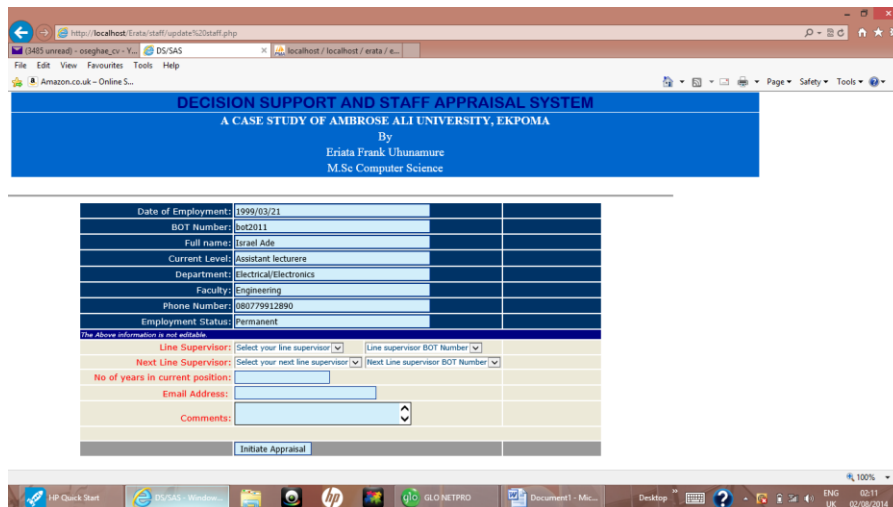 http://localhost/Erata/staff/update%20staff.php
(3485 unread) - oseghae_cv - Y... DS/SAS localhost / localhost / erata / e...
File Edit View Favourites Tools Help
Amazon.co.uk – Online S... Page Safety Tools
DECISION SUPPORT AND STAFF APPRAISAL SYSTEM
A CASE STUDY OF AMBROSE ALI UNIVERSITY, EKPOMA
By
Eriata Frank Uhunamure
M.Sc Computer Science
Date of Employment: 1999/03/21
BOT Number: bot2011
Full name: Israel Ade
Current Level: Assistant lecturere
Department: Electrical/Electronics
Faculty: Engineering
Phone Number: 080779912890
Employment Status: Permanent
The Above information is not editable.
Line Supervisor: Select your line supervisor Line supervisor BOT Number
Next Line Supervisor: Select your next line supervisor Next Line supervisor BOT Number
No of years in current position:
Email Address:
Comments:
Initiate Appraisal
100%
HP Quick Start DS/SAS - Window... hp glo GLO NETPRO Document1 - Mic... Desktop ENG 02:11
UK 02/08/2014